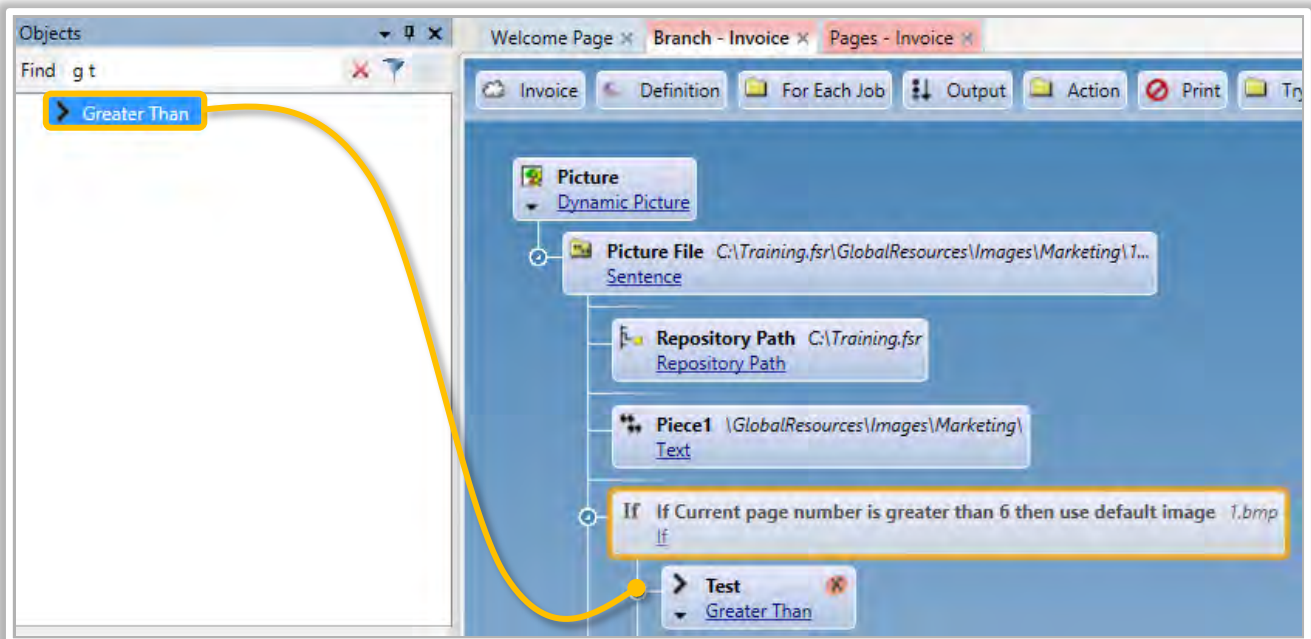 Objects
Find g t
Greater Than
Welcome Page Branch - Invoice Pages - Invoice
Invoice Definition For Each Job Output Action Print Try
Picture
Dynamic Picture
Picture File C:\Training.fsr\GlobalResources\Images\Marketing\1...
Sentence
Repository Path C:\Training.fsr
Repository Path
Piece1 \GlobalResources\Images\Marketing\
Text
If If Current page number is greater than 6 then use default image 1.bmp
If
Test
Greater Than